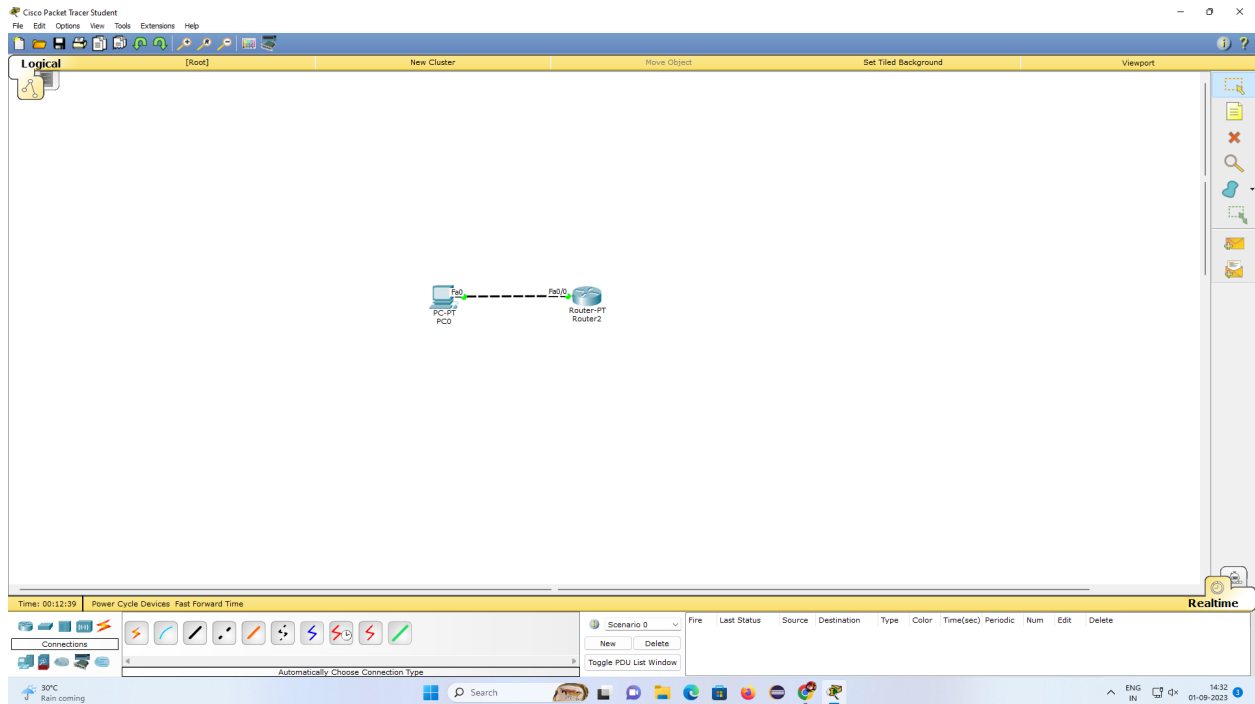 Cisco Packet Tracer Student
File Edit Options View Tools Extensions Help
Logical [Root] New Cluster Move Object Set Tiled Background Viewport
Fa0 Fa0/0
PC-PT
PC0
Router-PT
Router2
Time: 00:12:39 Power Cycle Devices Fast Forward Time Realtime
Scenario 0 Fire Last Status Source Destination Type Color Time(sec) Periodic Num Edit Delete
Connections New Delete
Toggle PDU List Window
Automatically Choose Connection Type
30°C
Rain coming
Search
ENG
IN
14:32
01-09-2023
3